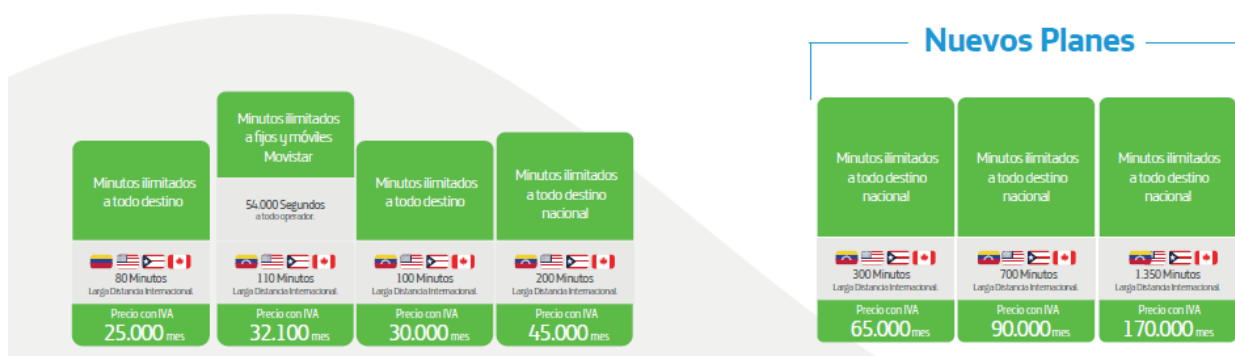 Nuevos Planes
Minutos ilimitados
a todo destino
80 Minutos
Larga Distancia Internacional.
Precio con IVA
25.000 mes
Minutos ilimitados
a fijos y móviles
Movistar
54.000 Segundos
a todo operador.
110 Minutos
Larga Distancia Internacional.
Precio con IVA
32.100 mes
Minutos ilimitados
a todo destino
100 Minutos
Larga Distancia Internacional.
Precio con IVA
30.000 mes
Minutos ilimitados
a todo destino
nacional
200 Minutos
Larga Distancia Internacional.
Precio con IVA
45.000 mes
Minutos ilimitados
a todo destino
nacional
300 Minutos
Larga Distancia Internacional.
Precio con IVA
65.000 mes
Minutos ilimitados
a todo destino
nacional
700 Minutos
Larga Distancia Internacional.
Precio con IVA
90.000 mes
Minutos ilimitados
a todo destino
nacional
1.350 Minutos
Larga Distancia Internacional.
Precio con IVA
170.000 mes